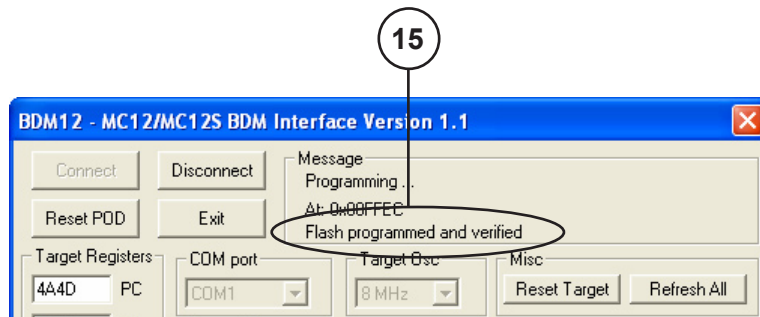 15
BDM12 - MC12/MC12S BDM Interface Version 1.1
Connect Disconnect Message
Programming ...
Reset POD Exit At: 0x08FFEC
Flash programmed and verified
Target Registers COM port Target Osc Misc
4A4D PC COM1 8 MHz Reset Target Refresh All